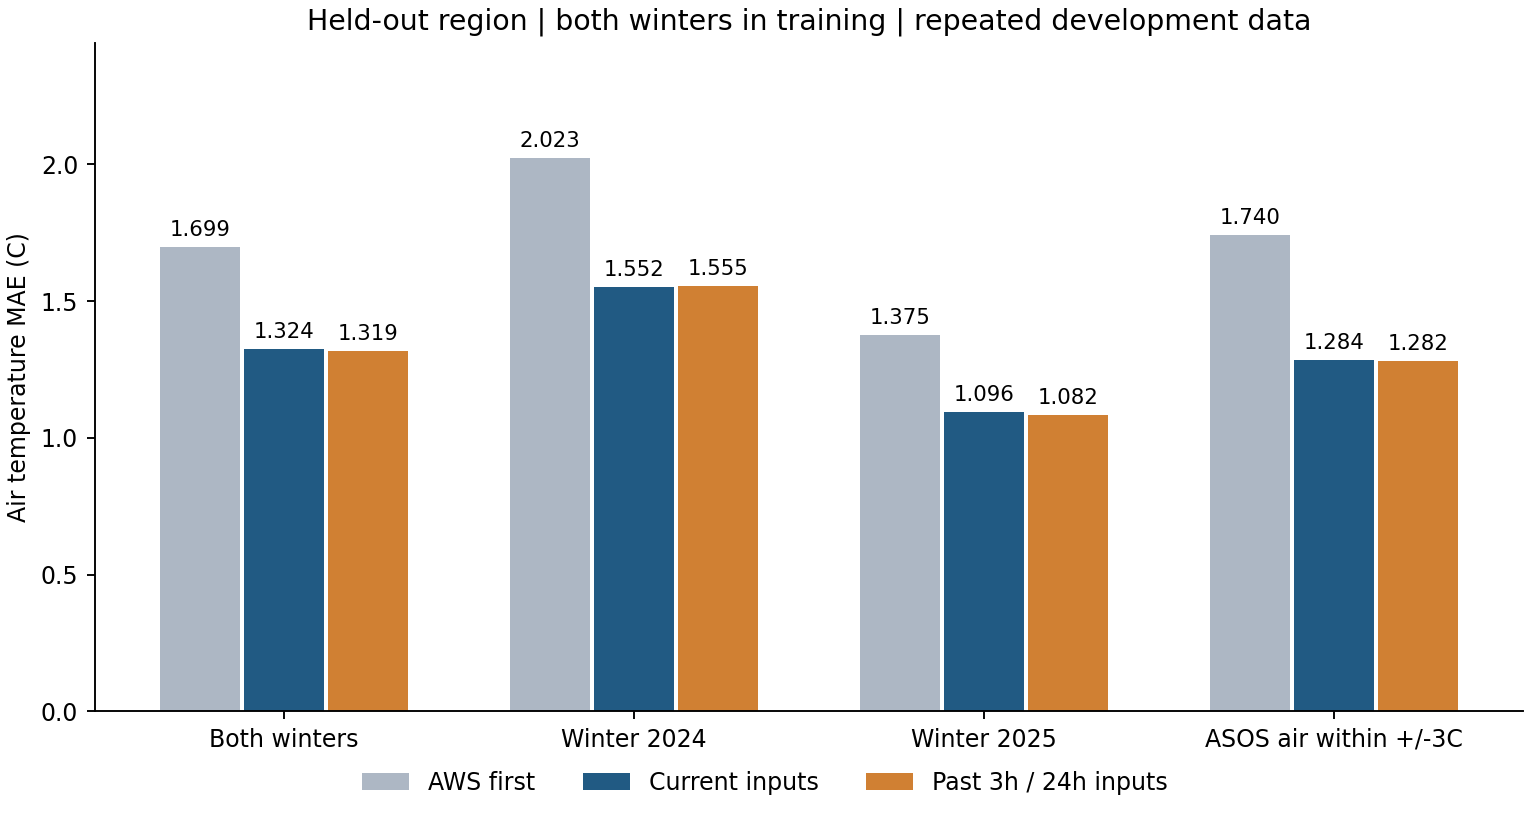 Held-out region | both winters in training | repeated development data
Air temperature MAE (C)
2.0
1.5
1.0
0.5
0.0
1.699
1.324
1.319
2.023
1.552
1.555
1.375
1.096
1.082
1.740
1.284
1.282
Both winters
Winter 2024
Winter 2025
ASOS air within +/-3C
AWS first
Current inputs
Past 3h / 24h inputs